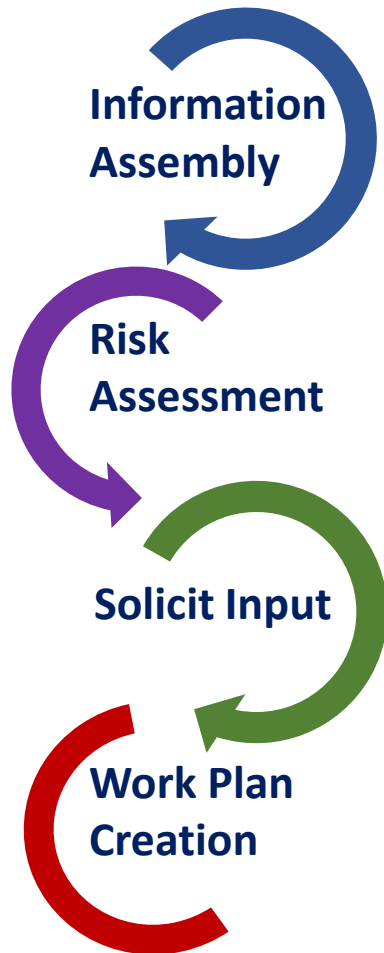 Information
Assembly
Risk
Assessment
Solicit Input
Work Plan
Creation